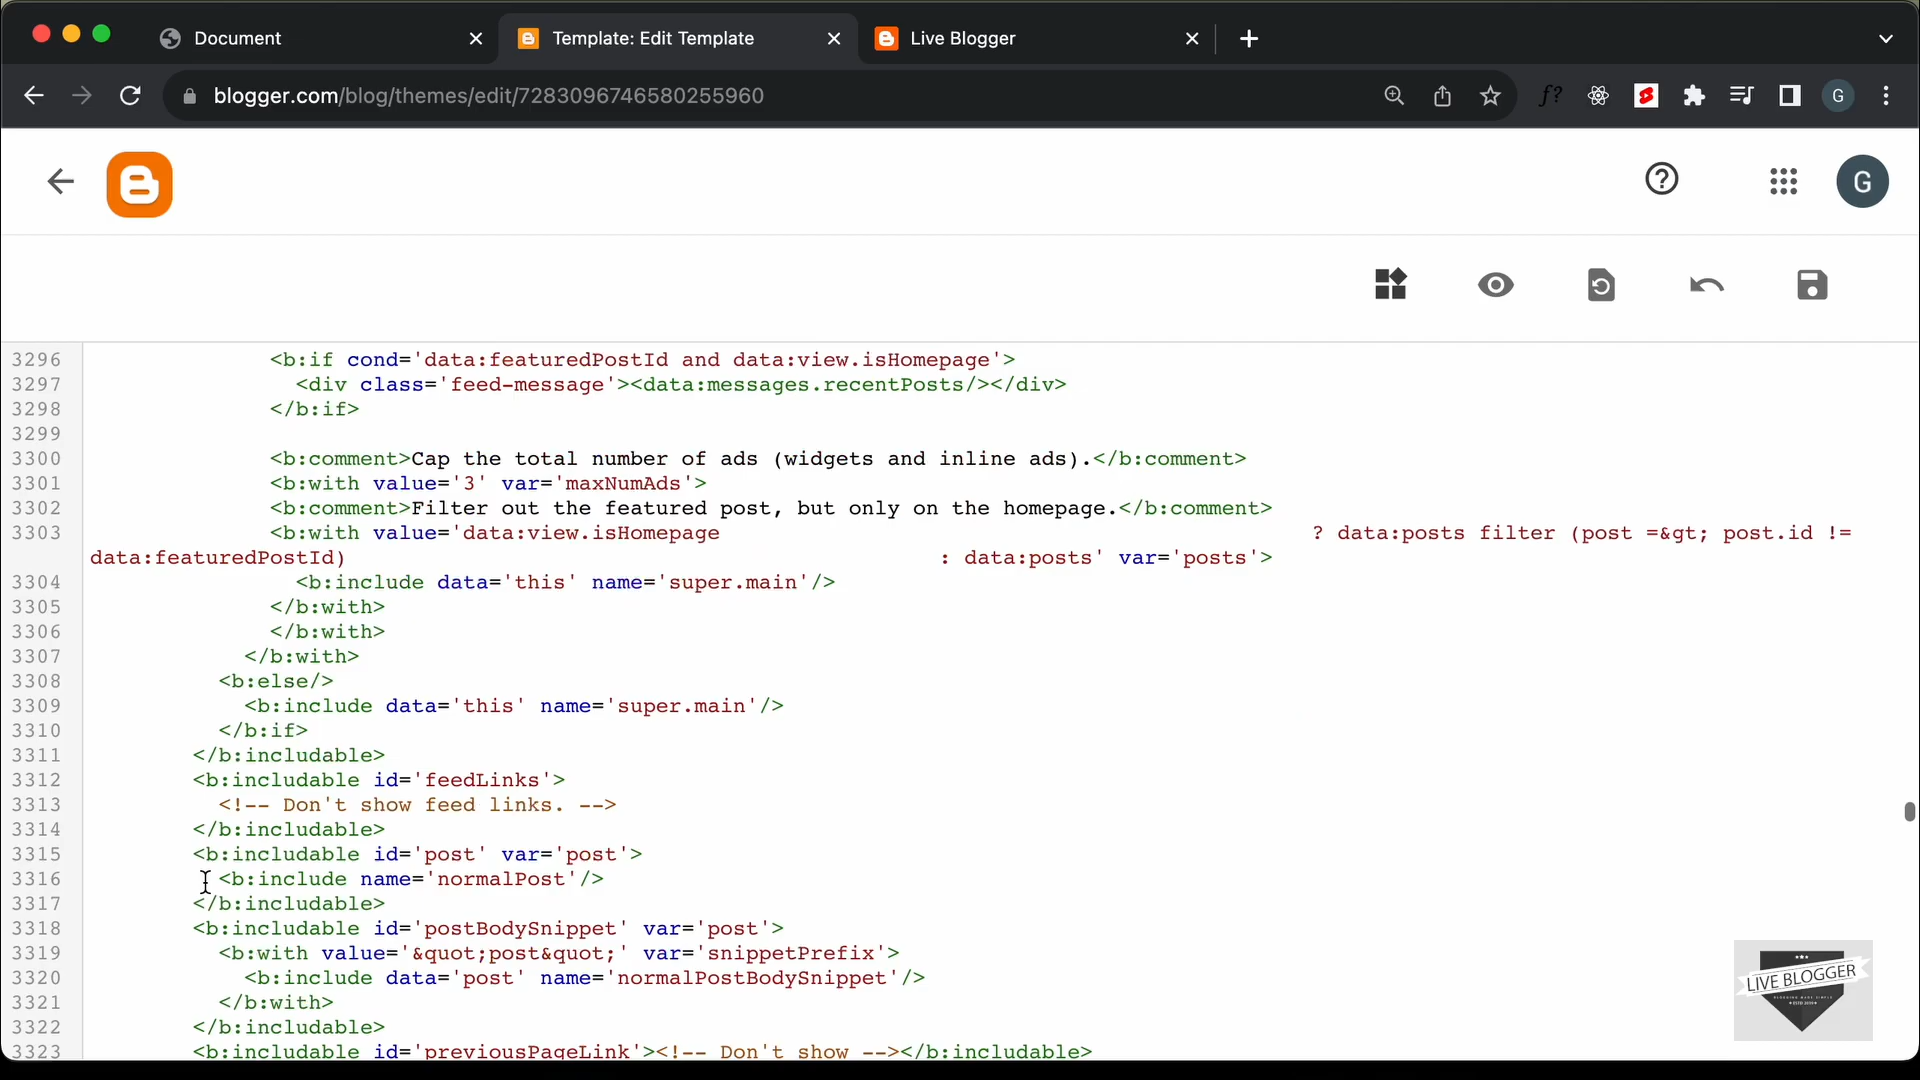 Document
Template: Edit Template
Live Blogger
blogger.com/blog/themes/edit/7283096746580255960
f?
G
G
3296 <b:if cond='data:featuredPostId and data:view.isHomepage'>
3297 <div class='feed-message'><data:messages.recentPosts/></div>
3298 </b:if>
3299
3300 <b:comment>Cap the total number of ads (widgets and inline ads).</b:comment>
3301 <b:with value='3' var='maxNumAds'>
3302 <b:comment>Filter out the featured post, but only on the homepage.</b:comment>
3303 <b:with value='data:view.isHomepage ? data:posts filter (post =&gt; post.id !=
data:featuredPostId) : data:posts' var='posts'>
3304 <b:include data='this' name='super.main'/>
3305 </b:with>
3306 </b:with>
3307 </b:with>
3308 <b:else/>
3309 <b:include data='this' name='super.main'/>
3310 </b:if>
3311 </b:includable>
3312 <b:includable id='feedLinks'>
3313 <!-- Don't show feed links. -->
3314 </b:includable>
3315 <b:includable id='post' var='post'>
3316 <b:include name='normalPost'/>
3317 </b:includable>
3318 <b:includable id='postBodySnippet' var='post'>
3319 <b:with value='&quot;post&quot;' var='snippetPrefix'>
3320 <b:include data='post' name='normalPostBodySnippet'/>
3321 </b:with>
3322 </b:includable>
3323 <b:includable id='previousPageLink'><!-- Don't show --></b:includable>
LIVE BLOGGER